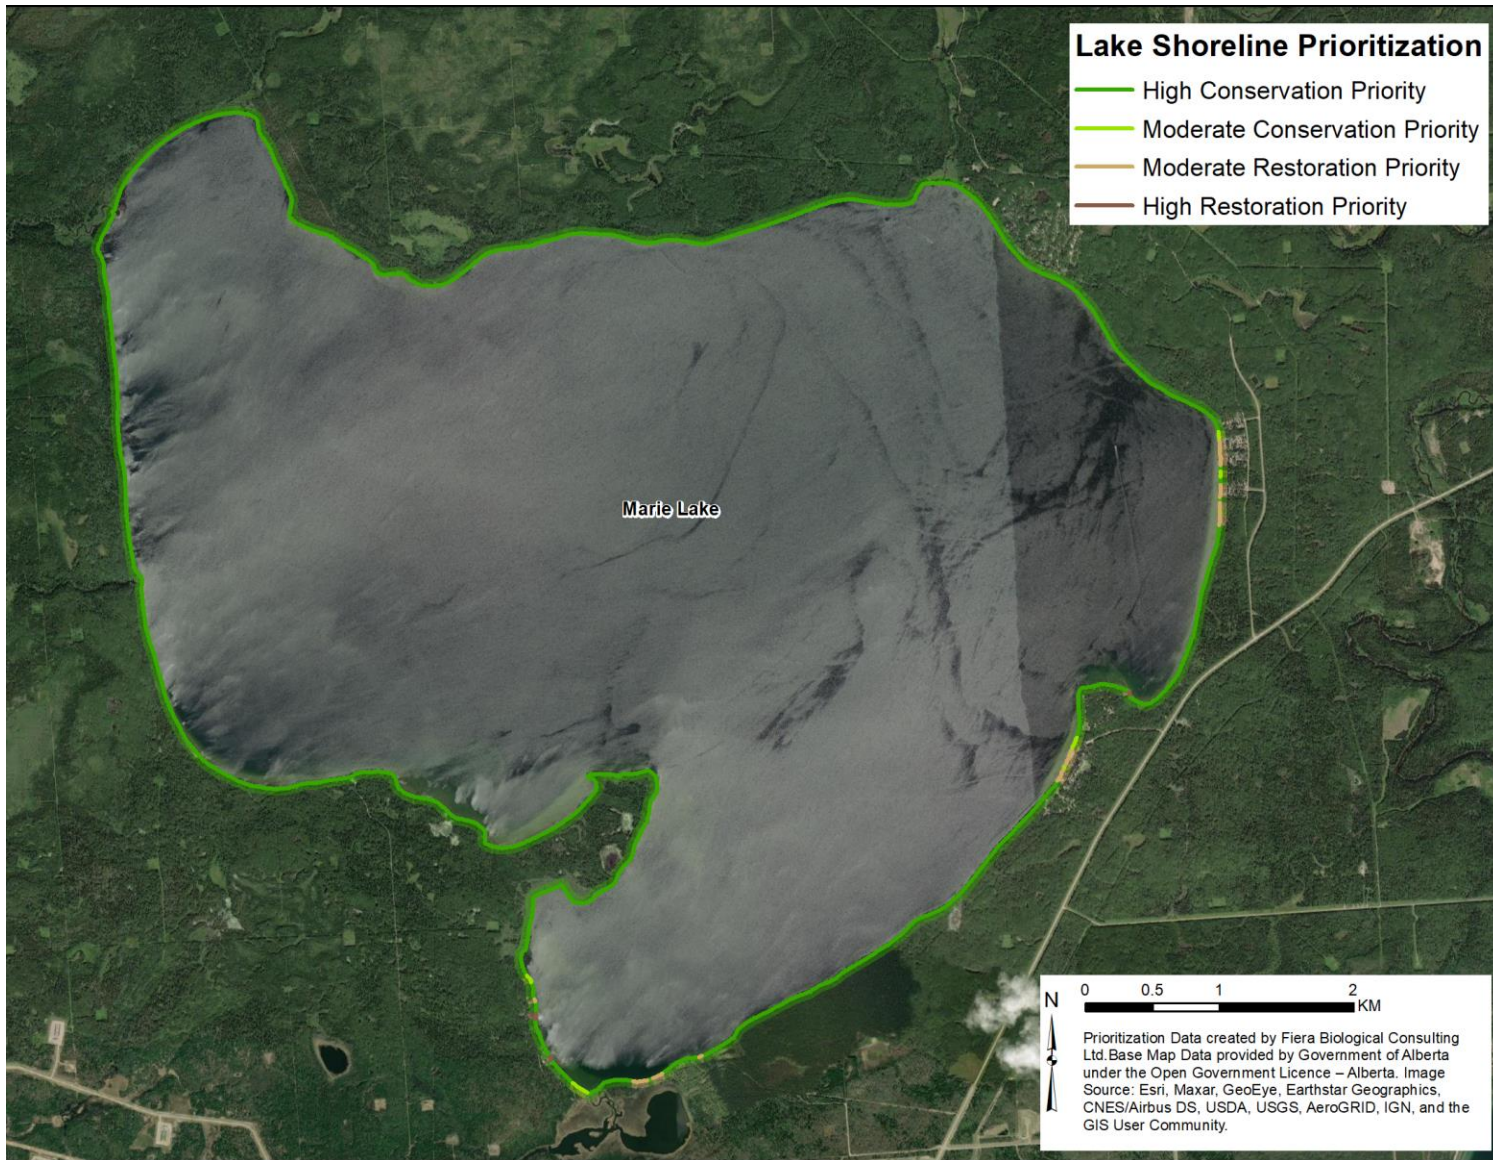 Lake Shoreline Prioritization
High Conservation Priority
Moderate Conservation Priority
Moderate Restoration Priority
High Restoration Priority
Marie Lake
N
0 0.5 1 2
KM
Prioritization Data created by Fiera Biological Consulting
Ltd.Base Map Data provided by Government of Alberta
under the Open Government Licence – Alberta. Image
Source: Esri, Maxar, GeoEye, Earthstar Geographics,
CNES/Airbus DS, USDA, USGS, AeroGRID, IGN, and the
GIS User Community.